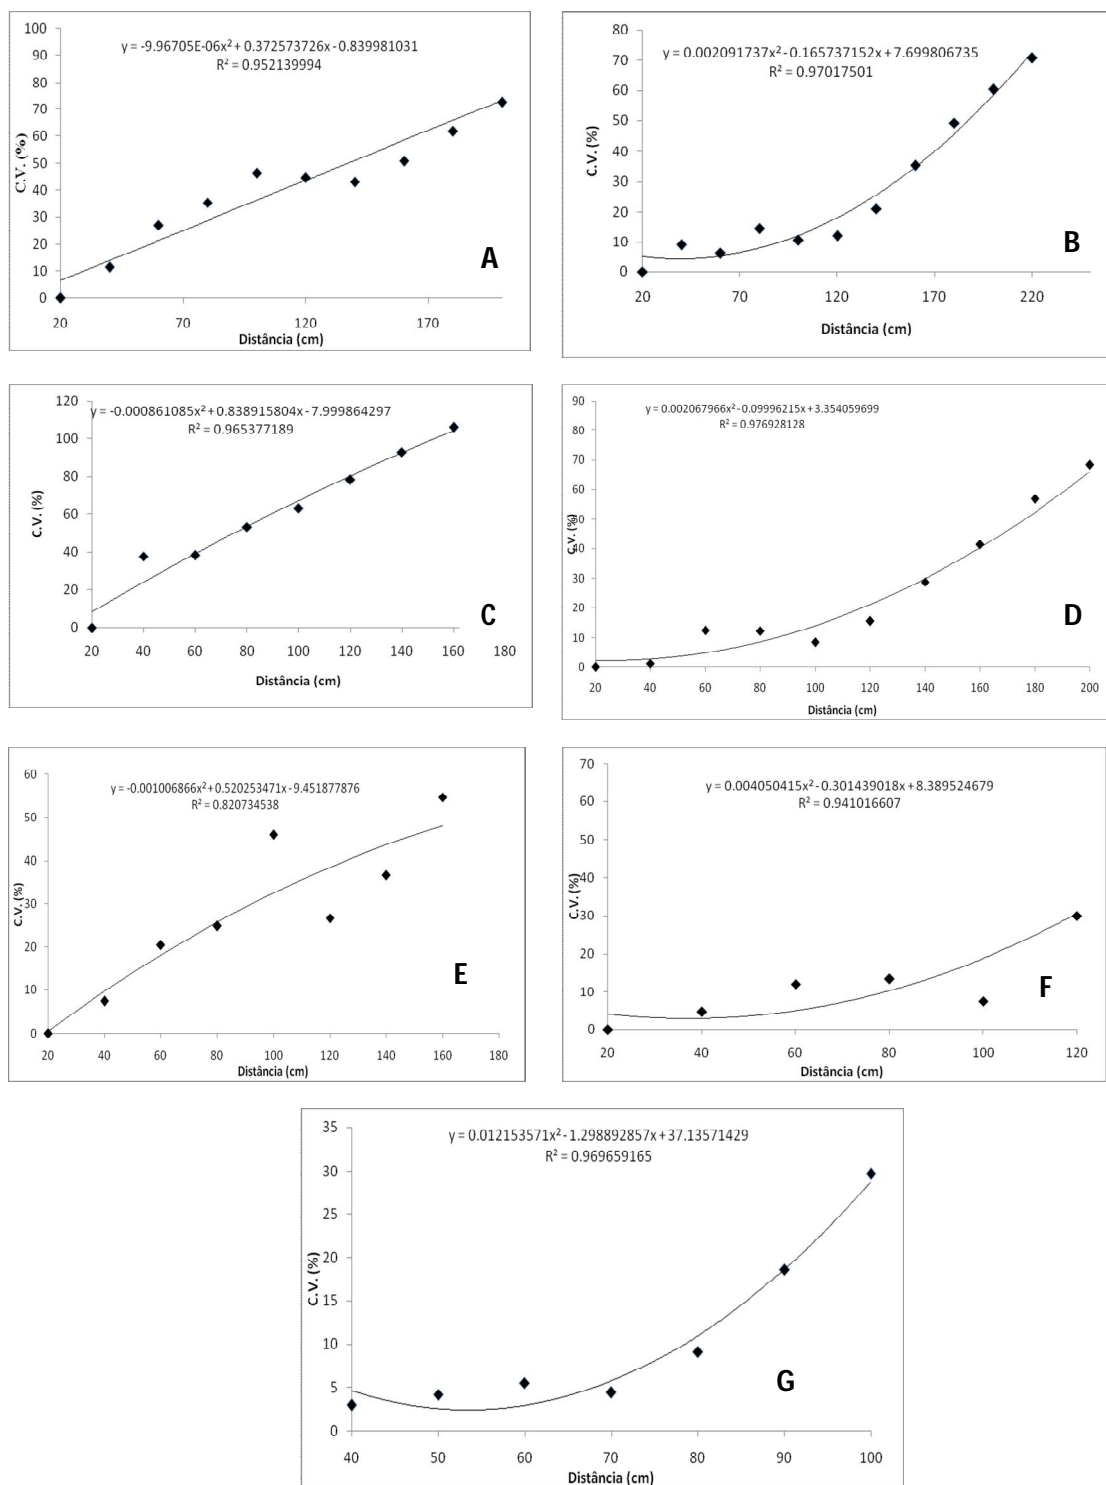 y = -9.96705E-06x² + 0.372573726x - 0.839981031
R² = 0.952139994
100
90
80
70
60
50
40
30
20
10
0
C.V. (%)
20 70 120 170
Distância (cm)
A
y = 0.002091737x² - 0.165737152x + 7.699806735
R² = 0.97017501
80
70
60
50
40
30
20
10
0
C.V. (%)
20 70 120 170 220
Distância (cm)
B
y = -0.000861085x² + 0.838915804x - 7.999864297
R² = 0.965377189
120
100
80
60
40
20
0
C.V. (%)
20 40 60 80 100 120 140 160 180
Distância (cm)
C
y = 0.002067966x² - 0.09996215x + 3.354059699
R² = 0.976928128
90
80
70
60
50
40
30
20
10
0
C.V. (%)
20 40 60 80 100 120 140 160 180 200
Distância (cm)
D
y = -0.001006866x² + 0.520253471x - 9.451877876
R² = 0.820734538
60
50
40
30
20
10
0
C.V. (%)
20 40 60 80 100 120 140 160 180
Distância (cm)
E
y = 0.004050415x² - 0.301439018x + 8.389524679
R² = 0.941016607
70
60
50
40
30
20
10
0
C.V. (%)
20 40 60 80 100 120
Distância (cm)
F
y = 0.012153571x² - 1.298892857x + 37.13571429
R² = 0.969659165
35
30
25
20
15
10
5
0
C.V. (%)
40 50 60 70 80 90 100
Distância (cm)
G